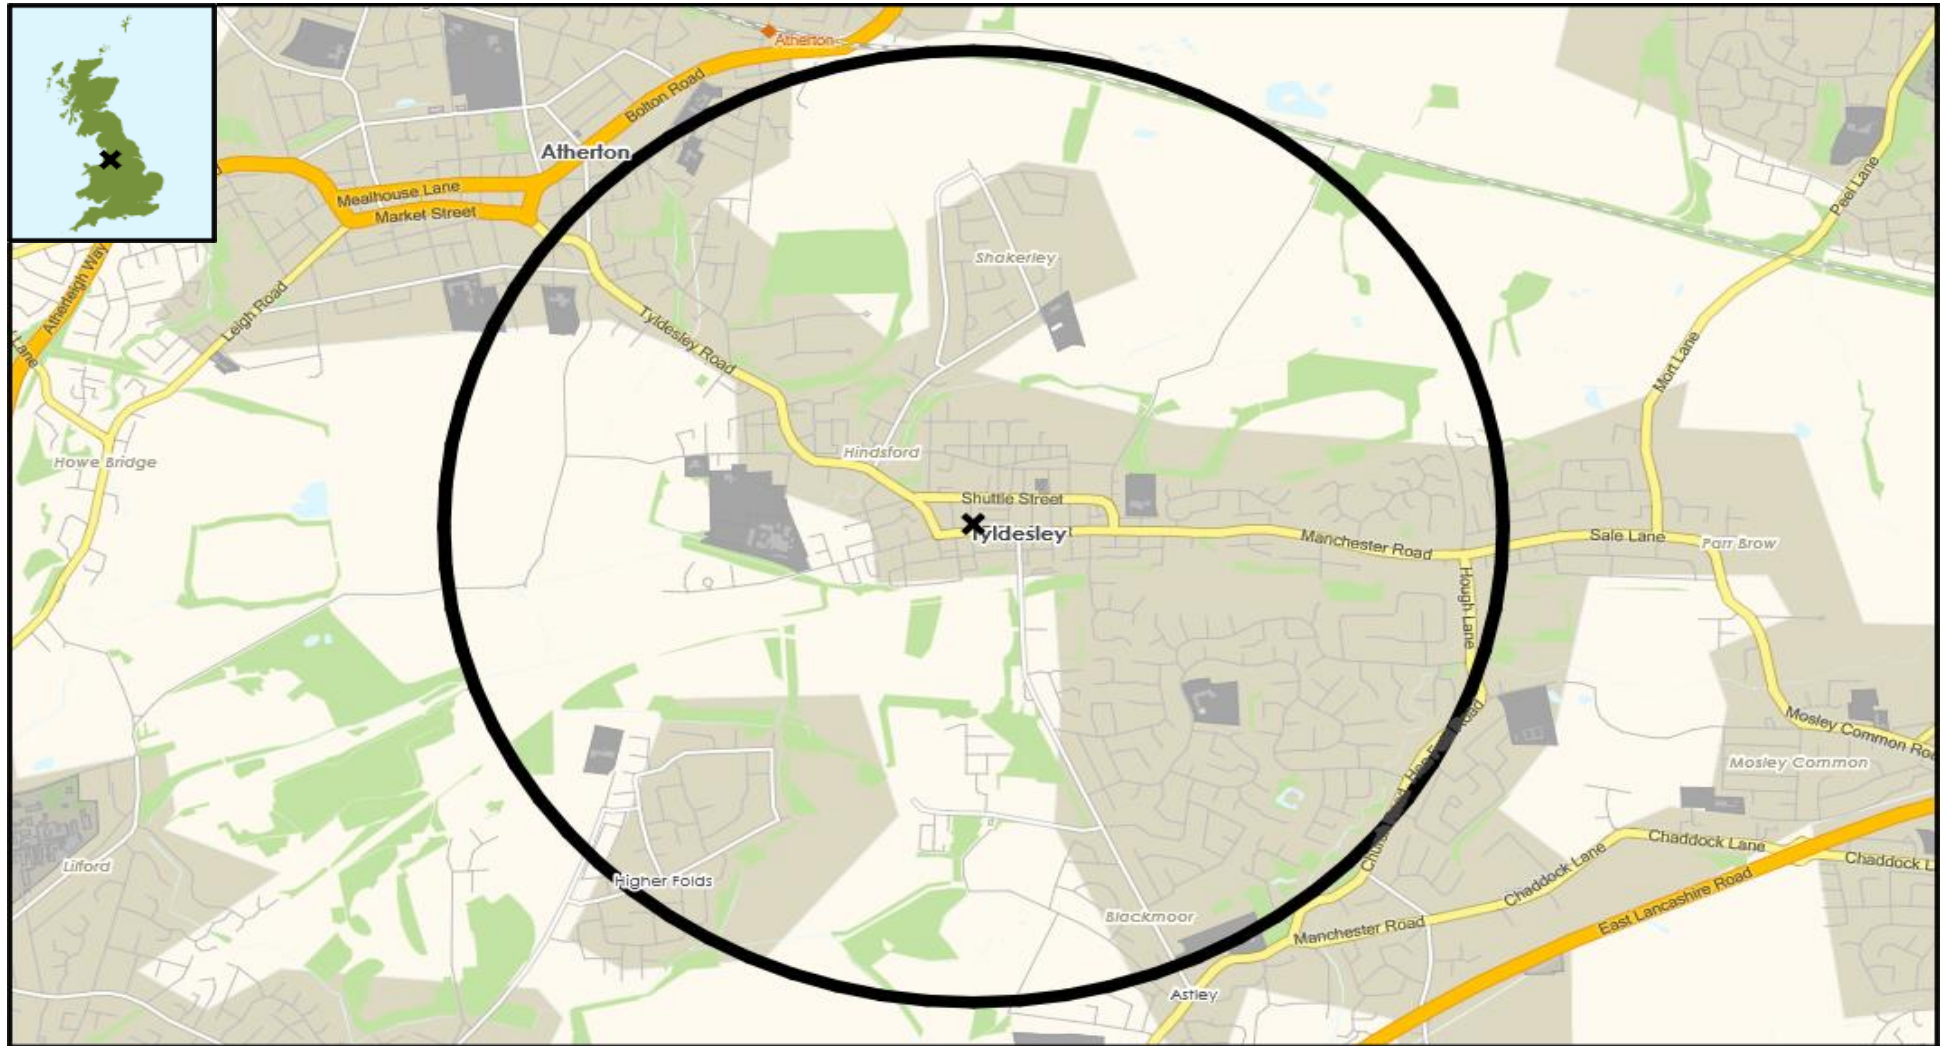 Atherton
Bolton Road
Atherton
Mealhouse Lane
Market Street
Peel Lane
Atherleigh Way
Shakerley
Leigh Road
Tyldesley Road
Lane
Mort Lane
Howe Bridge
Hindsford
Shuttle Street
Tyldesley
Manchester Road
Sale Lane
Parr Brow
Hough Lane
Road
Mosley Common Ro
Mosley Common
Chaddock Lane
Chaddock L
Lilford
Higher Folds
Chaddock Lane
East Lancashire Road
Blackmoor
Manchester Road
Astley